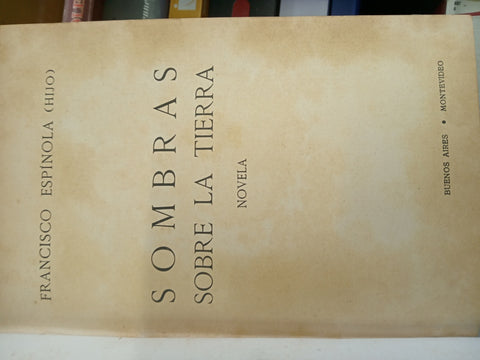 FRANCISCO ESPÍNOLA (HIJO)
SOMBRAS
SOBRE LA TIERRA
NOVELA
BUENOS AIRES • MONTEVIDEO